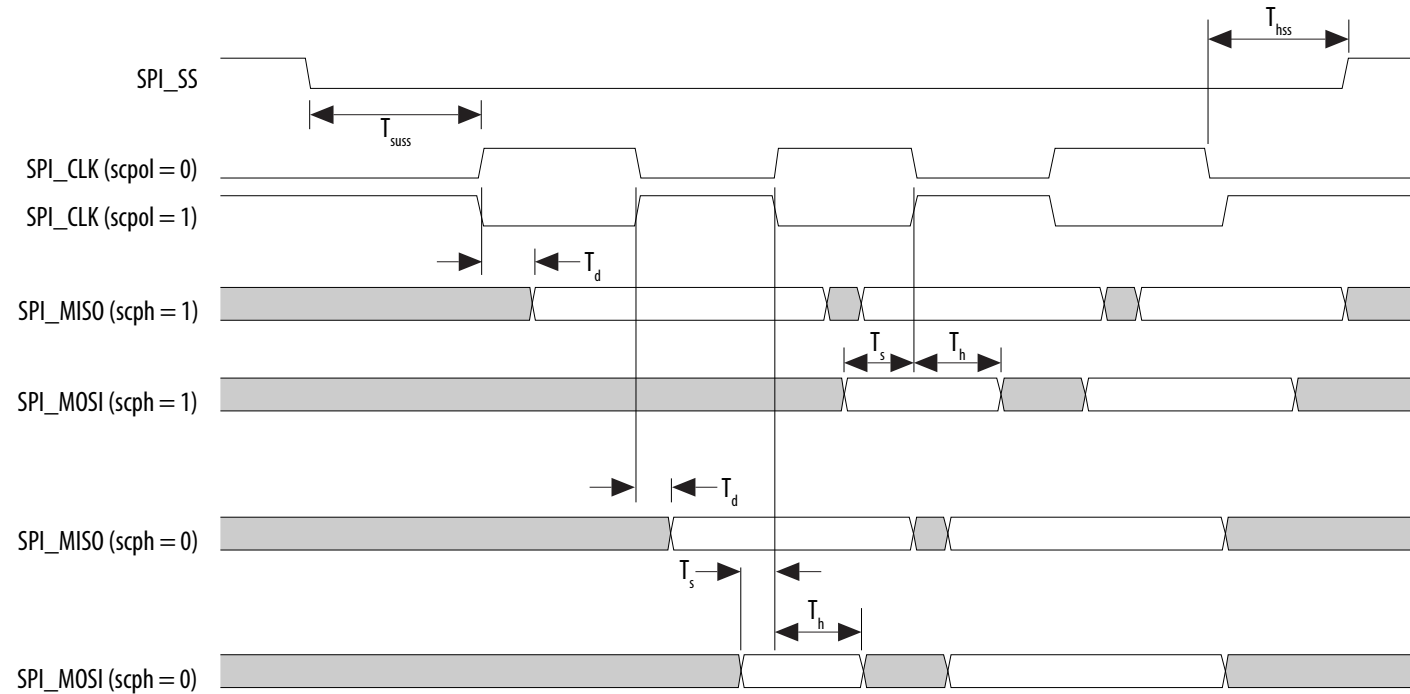 T_hss
SPI_SS
T_suss
SPI_CLK (scpol = 0)
SPI_CLK (scpol = 1)
T_d
SPI_MISO (scph = 1)
T_s T_h
SPI_MOSI (scph = 1)
T_d
SPI_MISO (scph = 0)
T_s
T_h
SPI_MOSI (scph = 0)